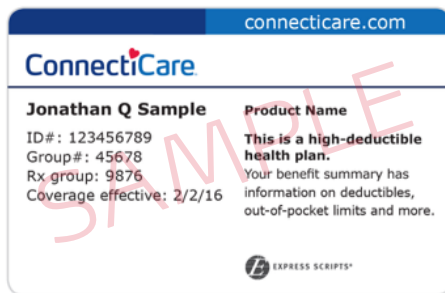 connecticare.com
ConnectiCare.
Jonathan Q Sample
ID#: 123456789
Group#: 45678
Rx group: 9876
Coverage effective: 2/2/16
Product Name
This is a high-deductible
health plan.
Your benefit summary has
information on deductibles,
out-of-pocket limits and more.
EXPRESS SCRIPTS®
SAMPLE